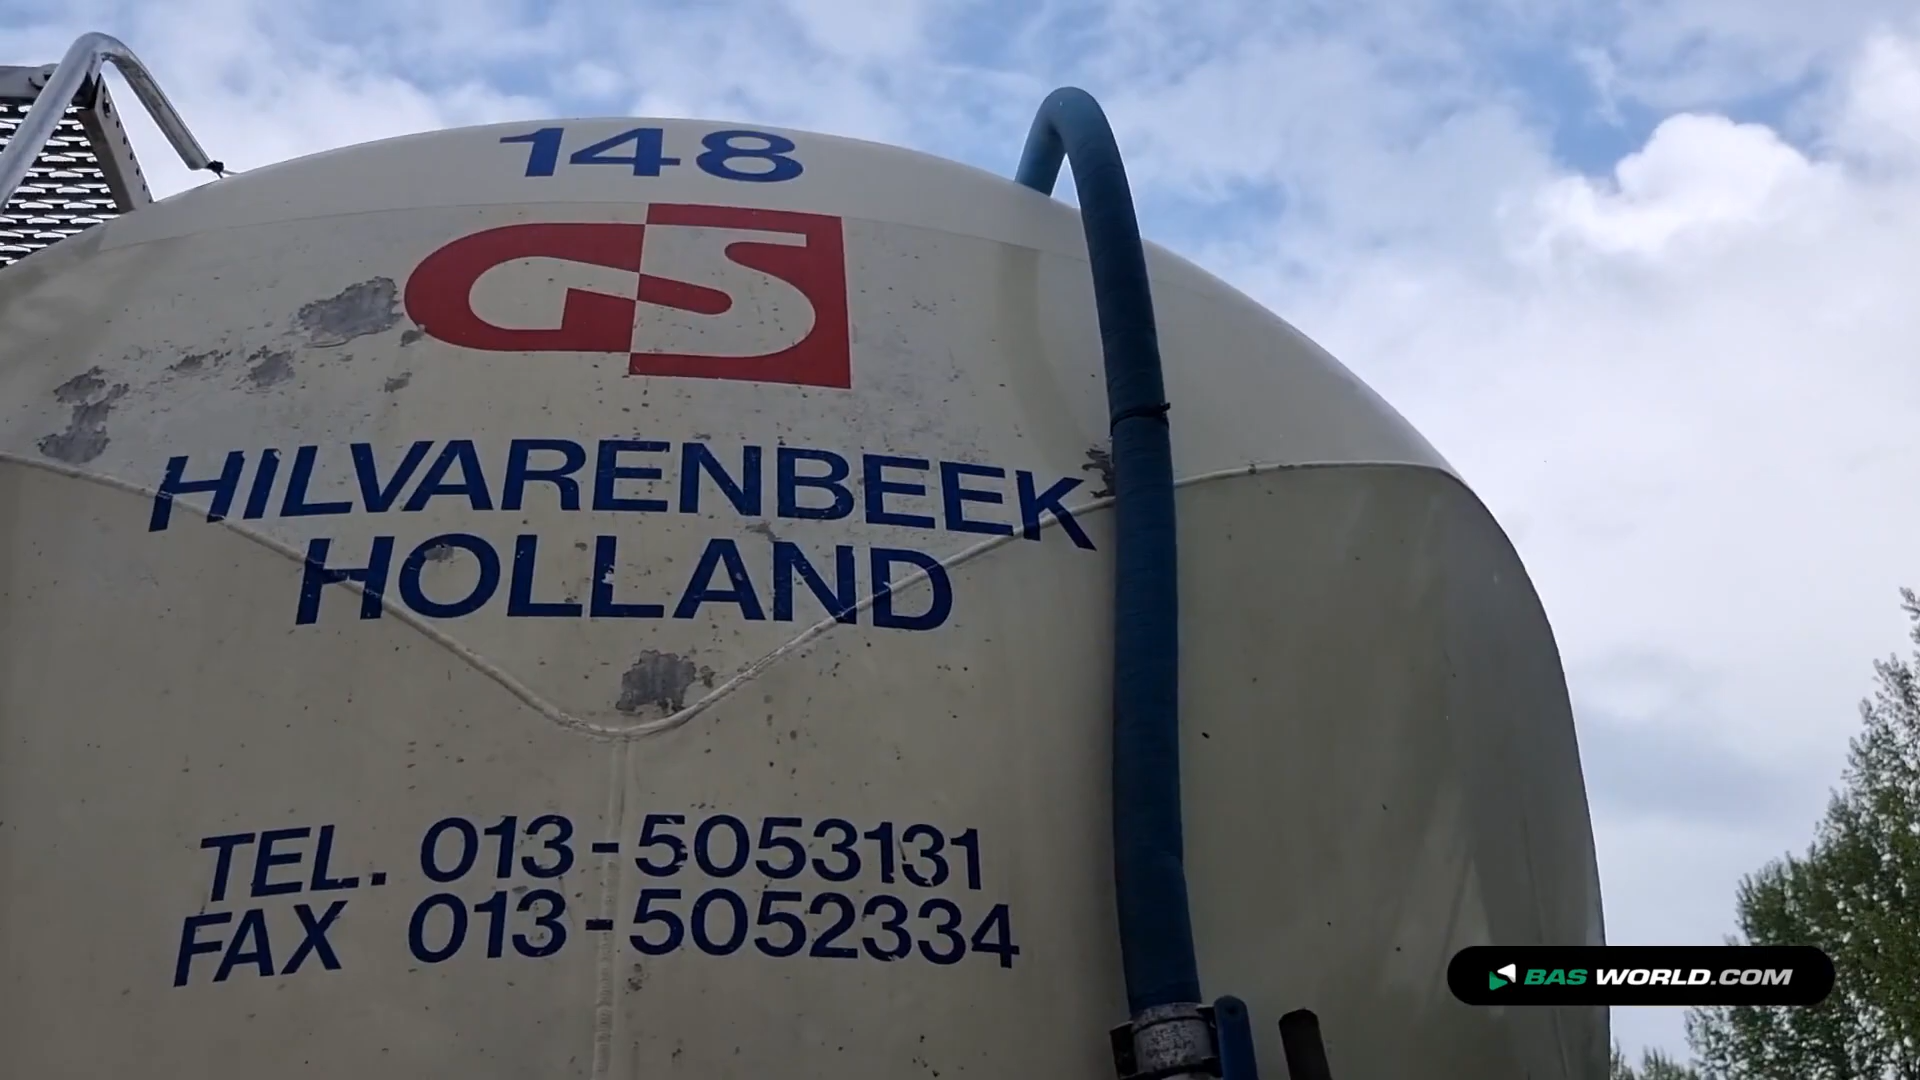 148
GS
HILVARENBEEK
HOLLAND
TEL. 013-5053131
FAX 013-5052334
BAS WORLD.COM